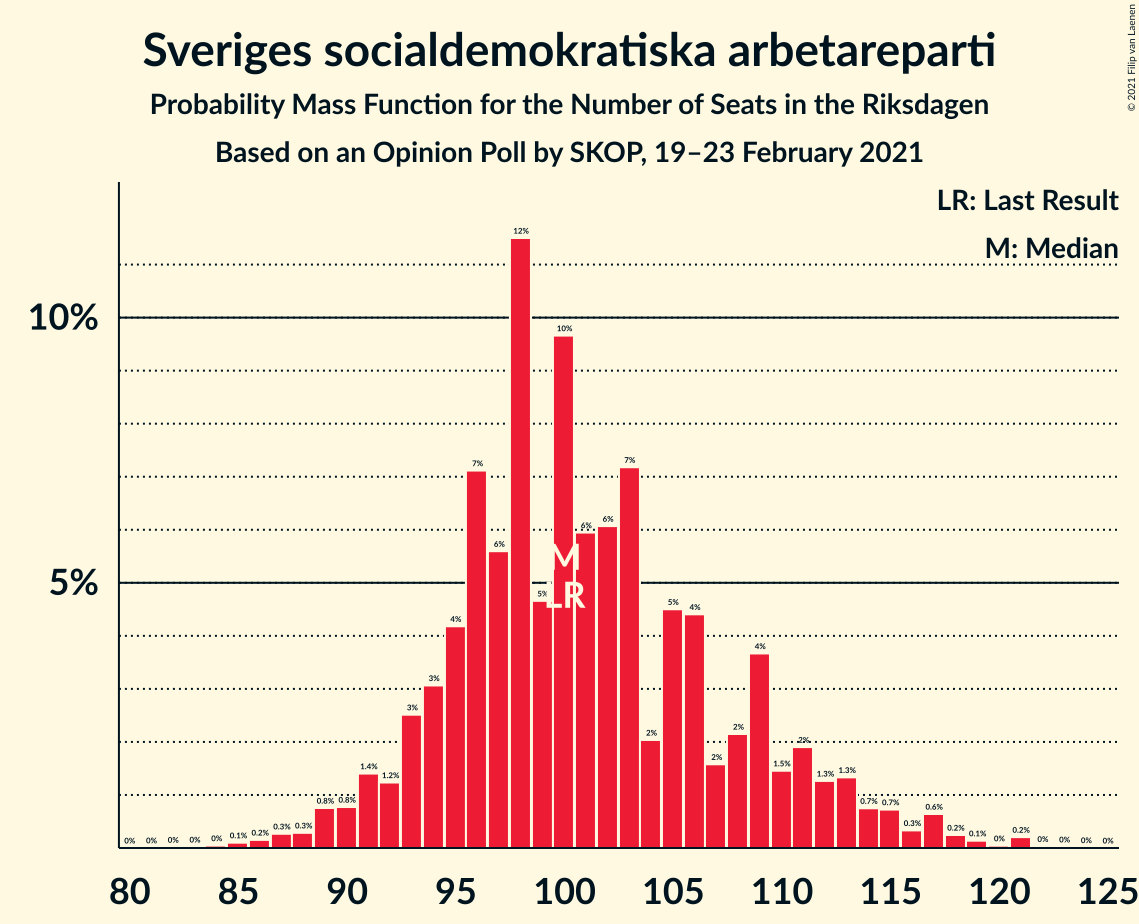 Sveriges socialdemokratiska arbetareparti
Probability Mass Function for the Number of Seats in the Riksdagen
Based on an Opinion Poll by SKOP, 19–23 February 2021
© 2021 Filip van Laenen
LR: Last Result
M: Median
10%
5%
0% 0% 0% 0% 0% 0.1% 0.2% 0.3% 0.3% 0.8% 0.8% 1.4% 1.2% 3% 3% 4% 7% 6% 12% 5% 10% 6% 6% 7% 2% 5% 4% 2% 2% 4% 1.5% 2% 1.3% 1.3% 0.7% 0.7% 0.3% 0.6% 0.2% 0.1% 0% 0.2% 0% 0% 0% 0%
M
LR
80 85 90 95 100 105 110 115 120 125